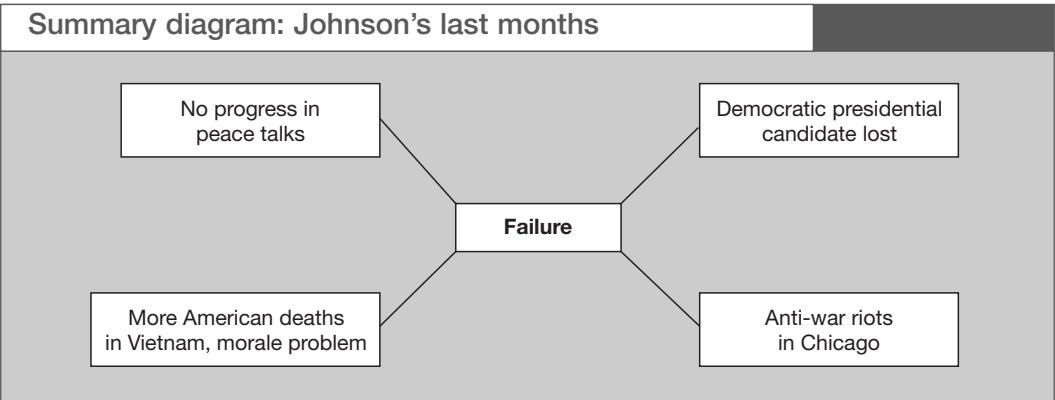 Summary diagram: Johnson's last months
No progress in
peace talks
Democratic presidential
candidate lost
Failure
More American deaths
in Vietnam, morale problem
Anti-war riots
in Chicago